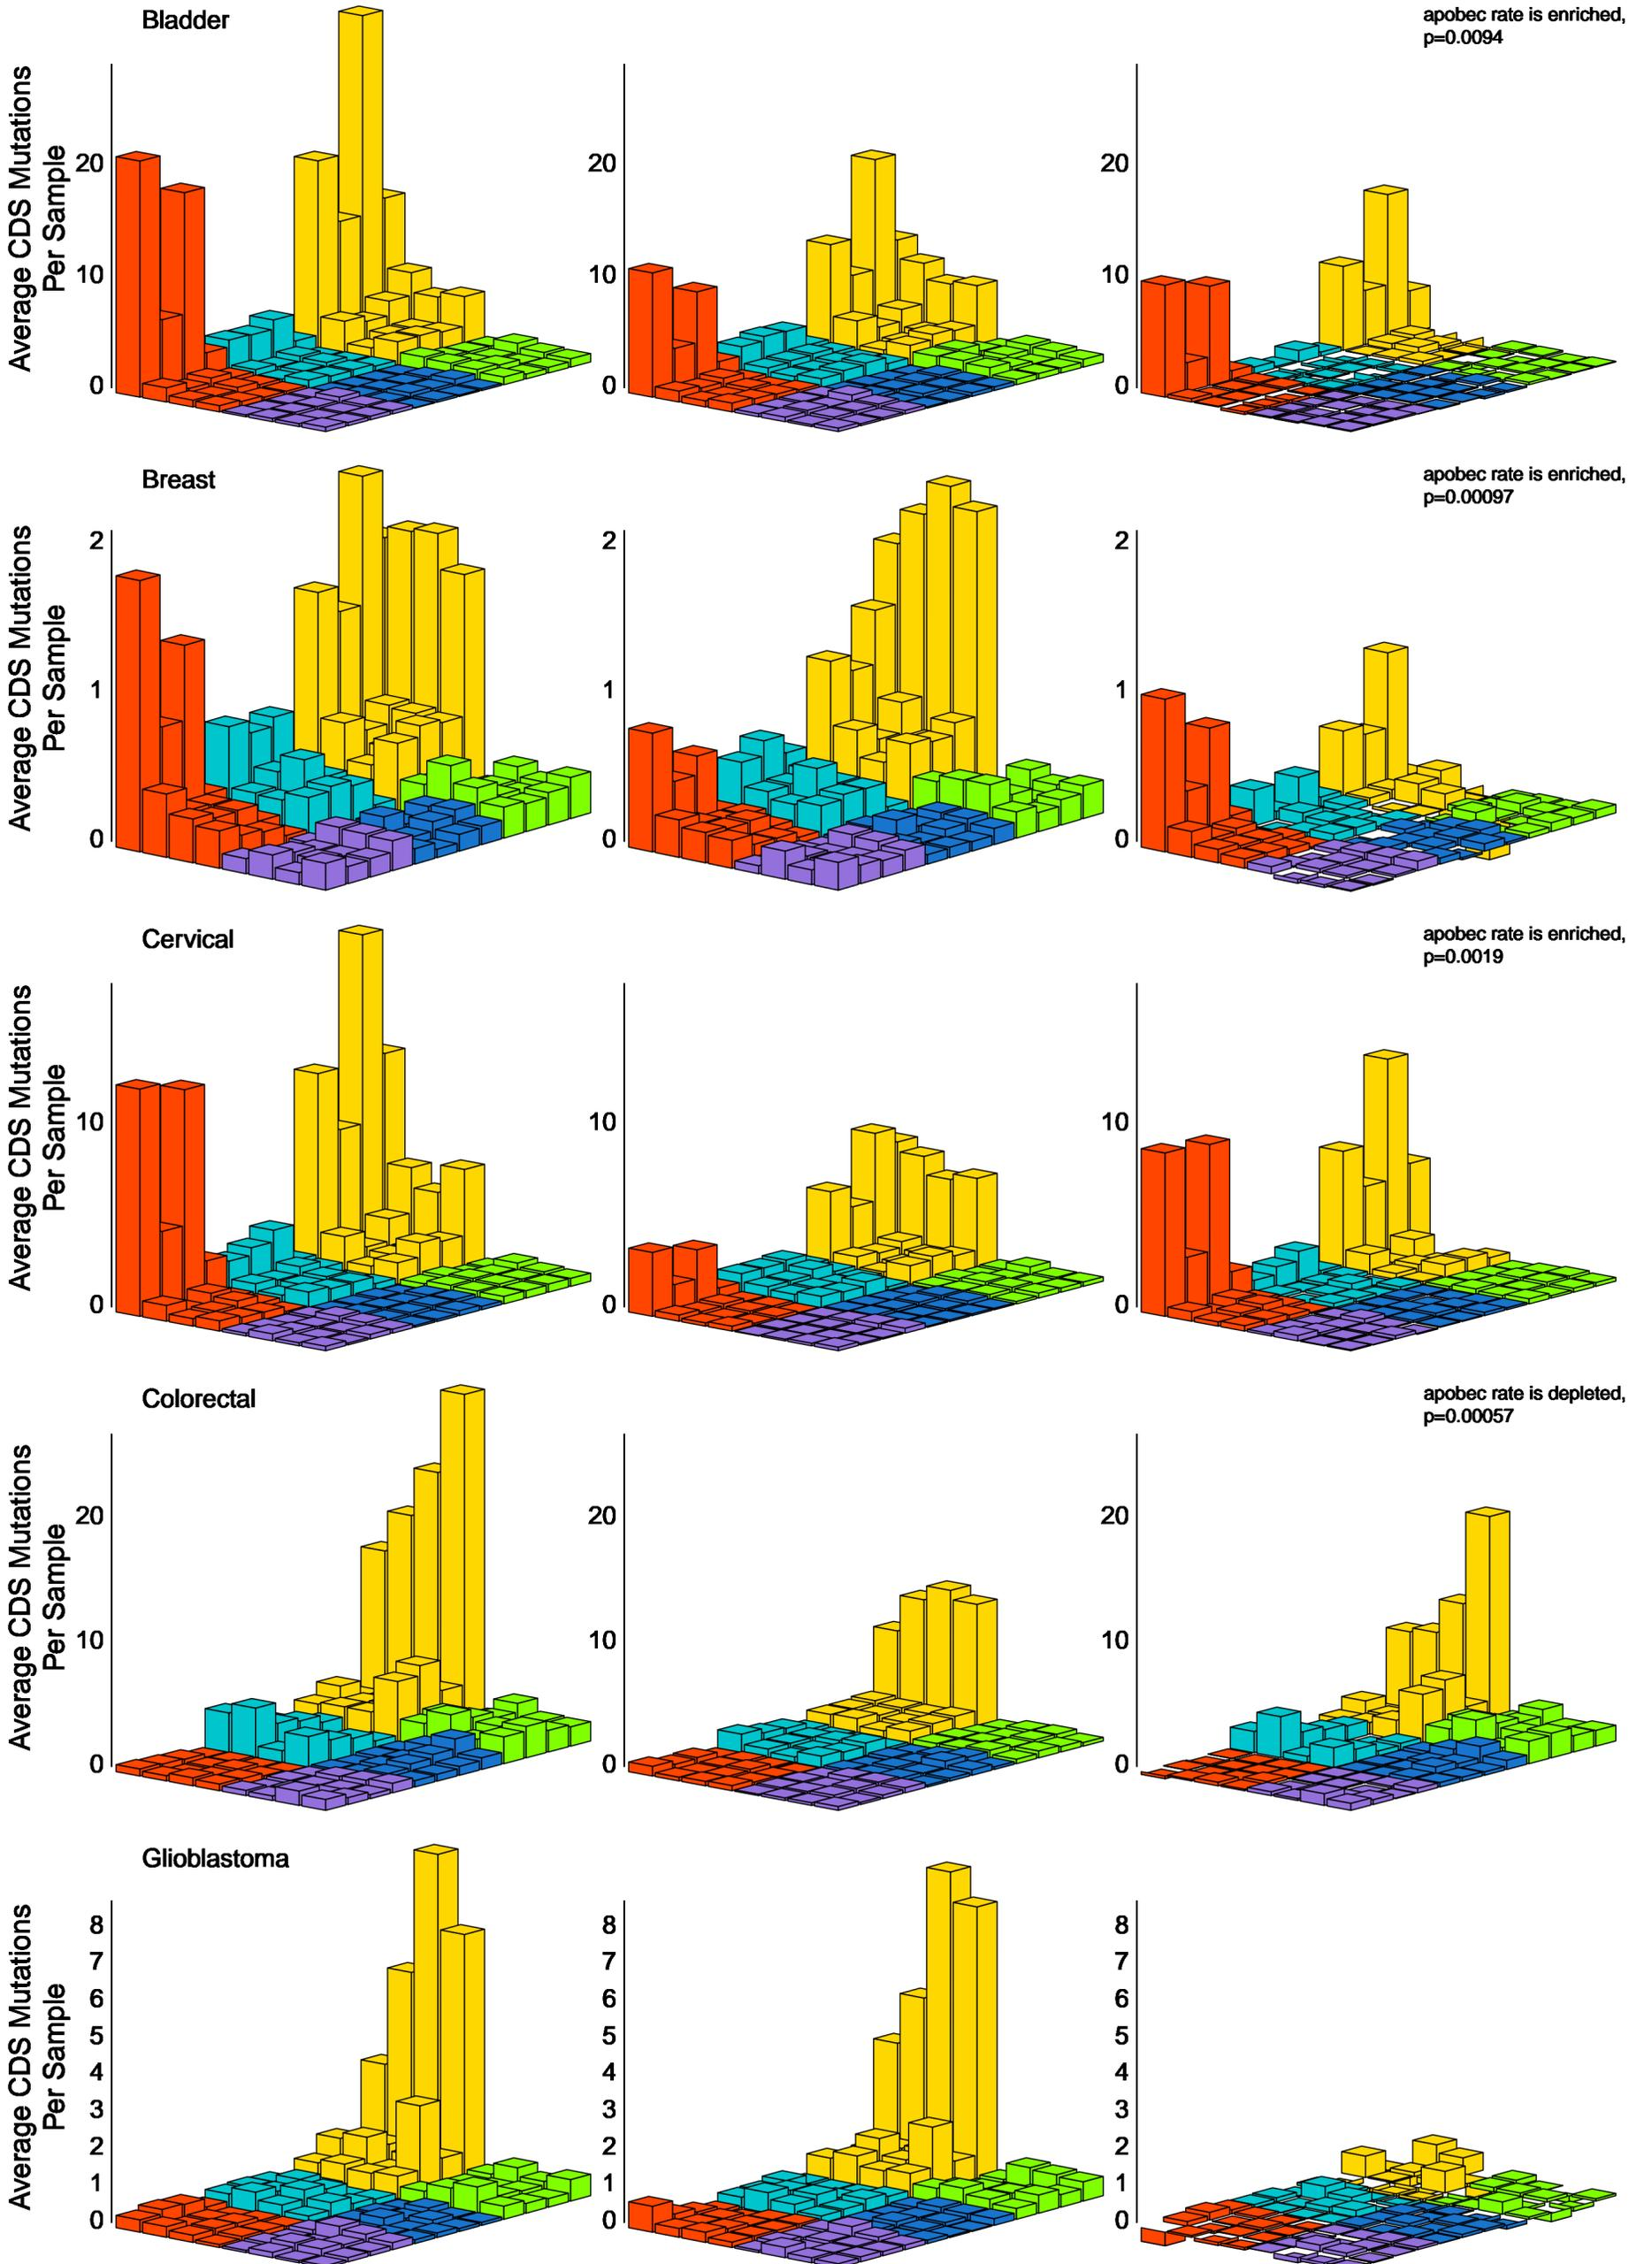 Bladder
apobec rate is enriched,
p=0.0094
Average CDS Mutations
Per Sample
20
10
0
20
10
0
20
10
0
Breast
apobec rate is enriched,
p=0.00097
Average CDS Mutations
Per Sample
2
1
0
2
1
0
2
1
0
Cervical
apobec rate is enriched,
p=0.0019
Average CDS Mutations
Per Sample
10
0
10
0
10
0
Colorectal
apobec rate is depleted,
p=0.00057
Average CDS Mutations
Per Sample
20
10
0
20
10
0
20
10
0
Glioblastoma
Average CDS Mutations
Per Sample
8
7
6
5
4
3
2
1
0
8
7
6
5
4
3
2
1
0
8
7
6
5
4
3
2
1
0